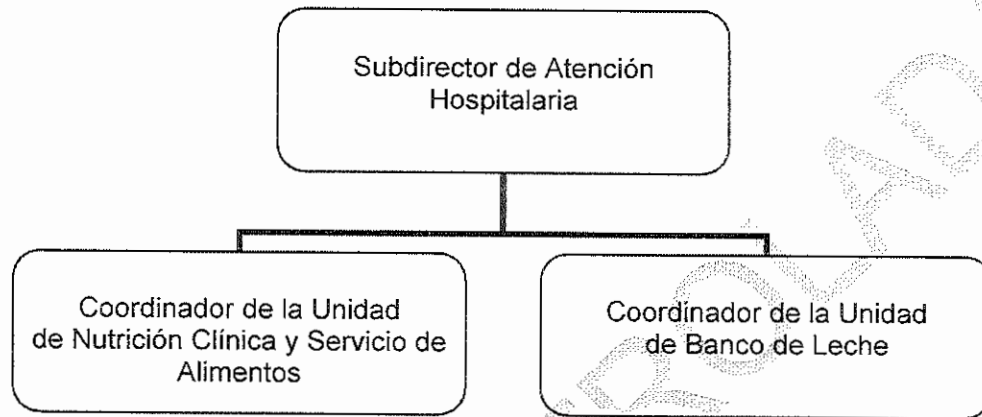 Subdirector de Atención
Hospitalaria
Coordinador de la Unidad
de Nutrición Clínica y Servicio de
Alimentos
Coordinador de la Unidad
de Banco de Leche